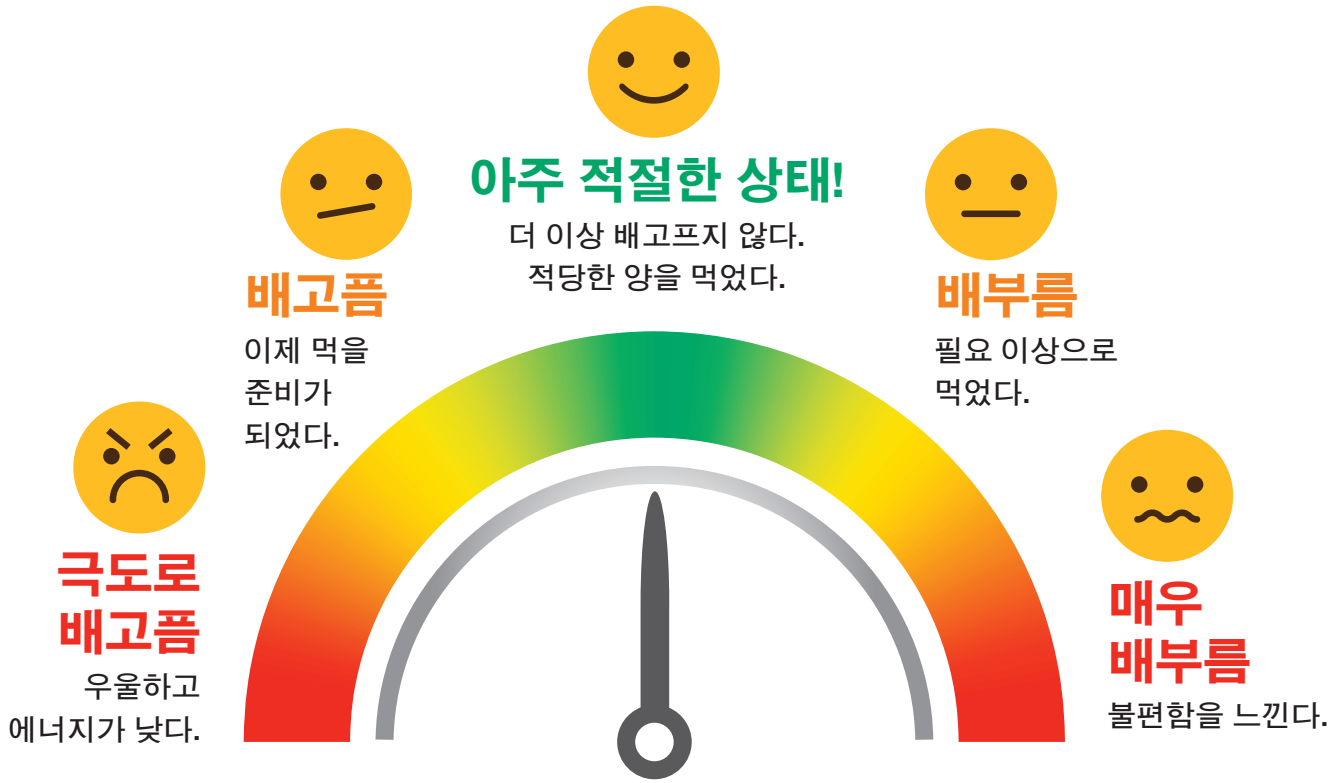 극도로
배고픔
우울하고
에너지가 낮다.
배고픔
이제 먹을
준비가
되었다.
아주 적절한 상태!
더 이상 배고프지 않다.
적당한 양을 먹었다.
배부름
필요 이상으로
먹었다.
매우
배부름
불편함을 느낀다.